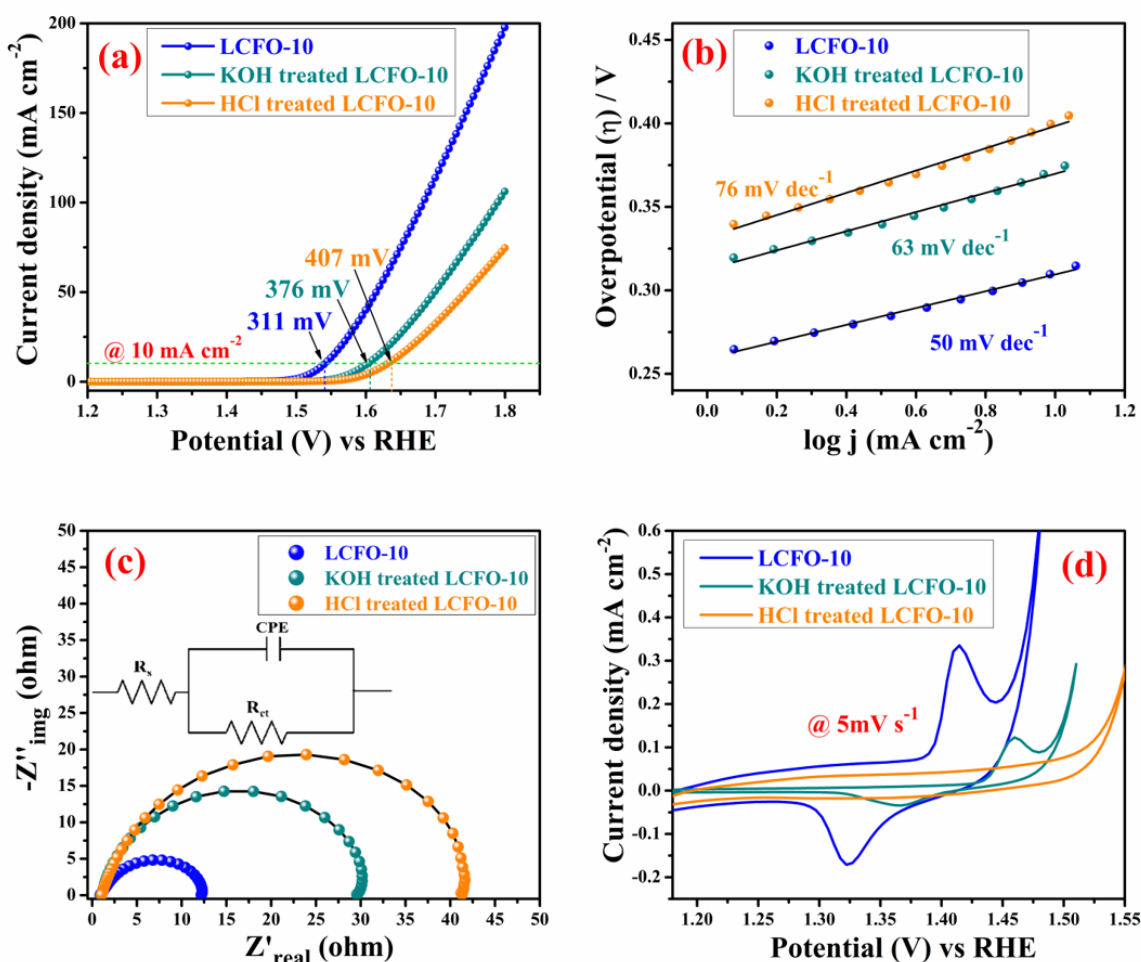 (a)
LCFO-10
KOH treated LCFO-10
HCl treated LCFO-10
407 mV
376 mV
311 mV
@ 10 mA cm⁻²
200
150
100
50
0
1.2 1.3 1.4 1.5 1.6 1.7 1.8
Current density (mA cm⁻²)
Potential (V) vs RHE
(b)
LCFO-10
KOH treated LCFO-10
HCl treated LCFO-10
76 mV dec⁻¹
63 mV dec⁻¹
50 mV dec⁻¹
0.45
0.40
0.35
0.30
0.25
0.0 0.2 0.4 0.6 0.8 1.0 1.2
Overpotential (η) / V
log j (mA cm⁻²)
(c)
LCFO-10
KOH treated LCFO-10
HCl treated LCFO-10
CPE
Rs
Rct
50
45
40
35
30
25
20
15
10
5
0
0 5 10 15 20 25 30 35 40 45 50
-Z''img (ohm)
Z'real (ohm)
(d)
LCFO-10
KOH treated LCFO-10
HCl treated LCFO-10
@ 5mV s⁻¹
0.6
0.5
0.4
0.3
0.2
0.1
0.0
-0.1
-0.2
1.20 1.25 1.30 1.35 1.40 1.45 1.50 1.55
Current density (mA cm⁻²)
Potential (V) vs RHE